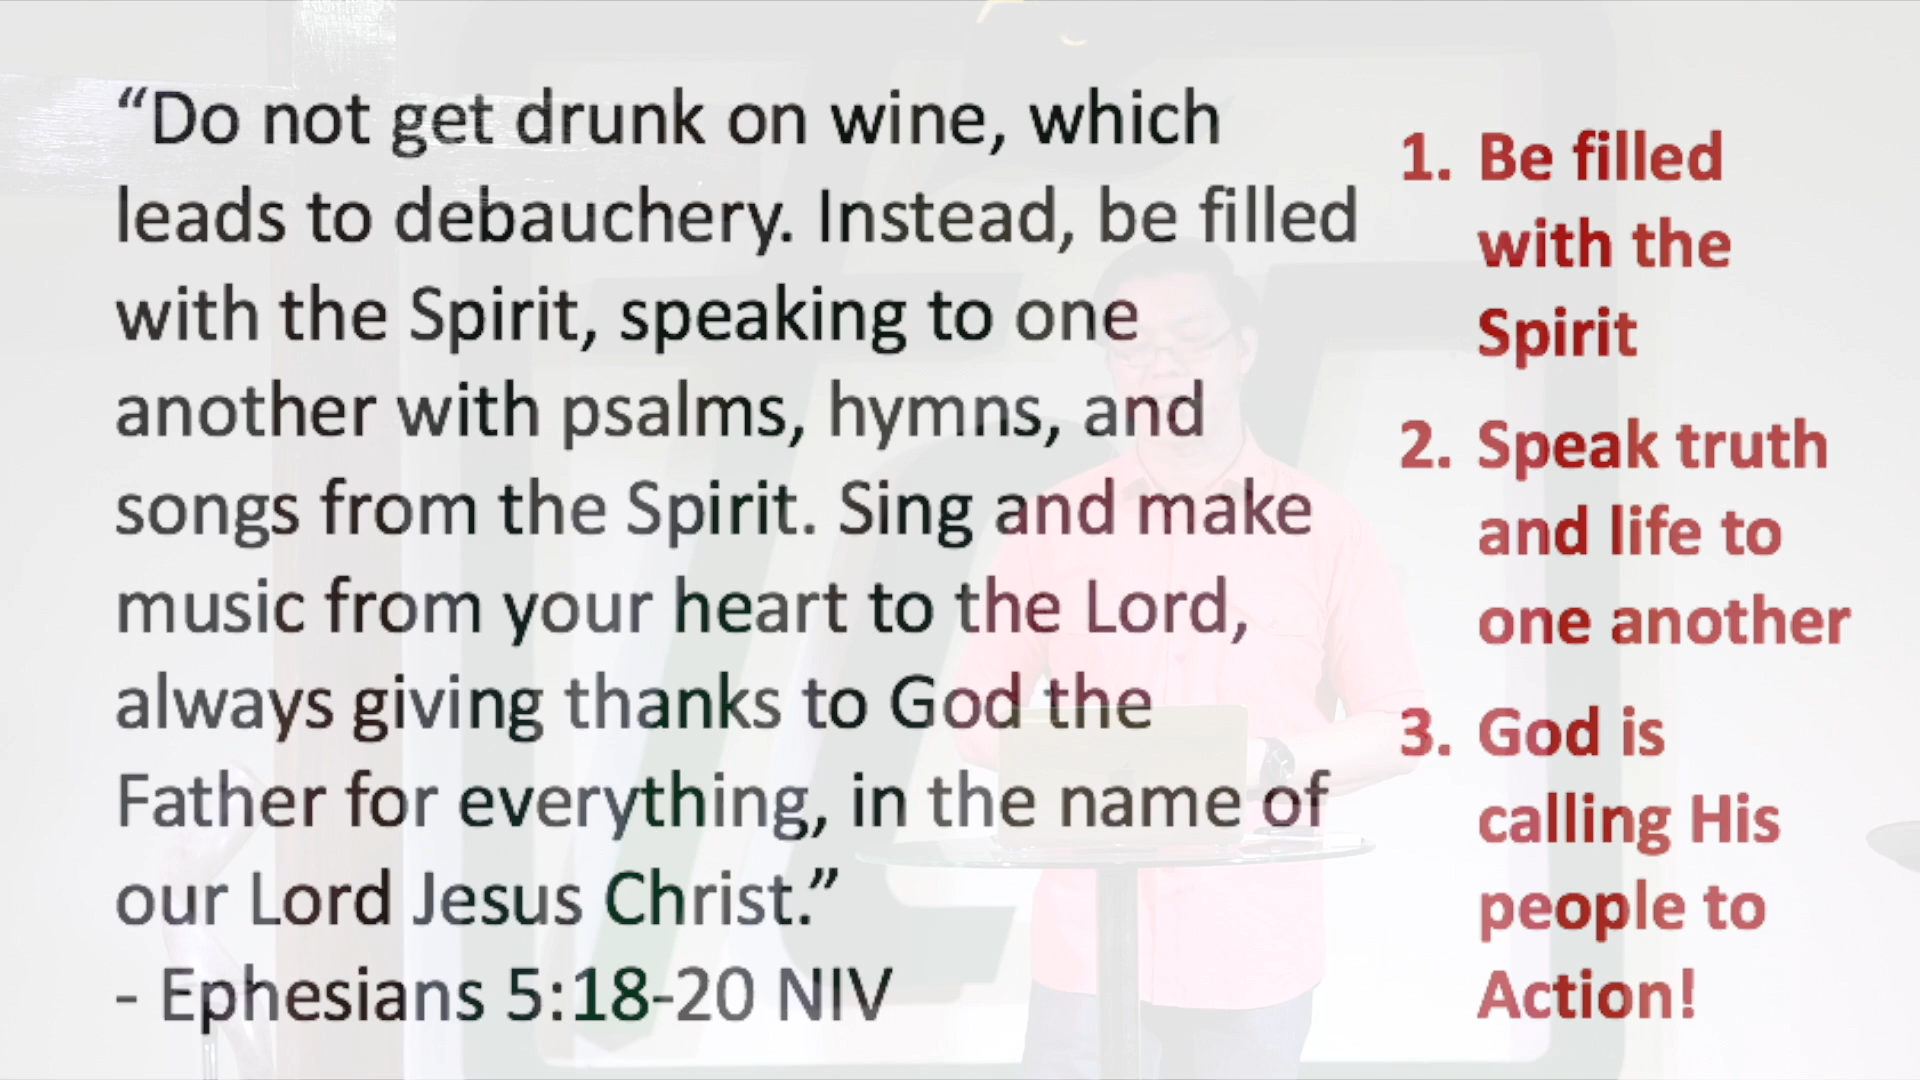 “Do not get drunk on wine, which
leads to debauchery. Instead, be filled
with the Spirit, speaking to one
another with psalms, hymns, and
songs from the Spirit. Sing and make
music from your heart to the Lord,
always giving thanks to God the
Father for everything, in the name of
our Lord Jesus Christ.”
- Ephesians 5:18-20 NIV
1. Be filled
with the
Spirit
2. Speak truth
and life to
one another
3. God is
calling His
people to
Action!